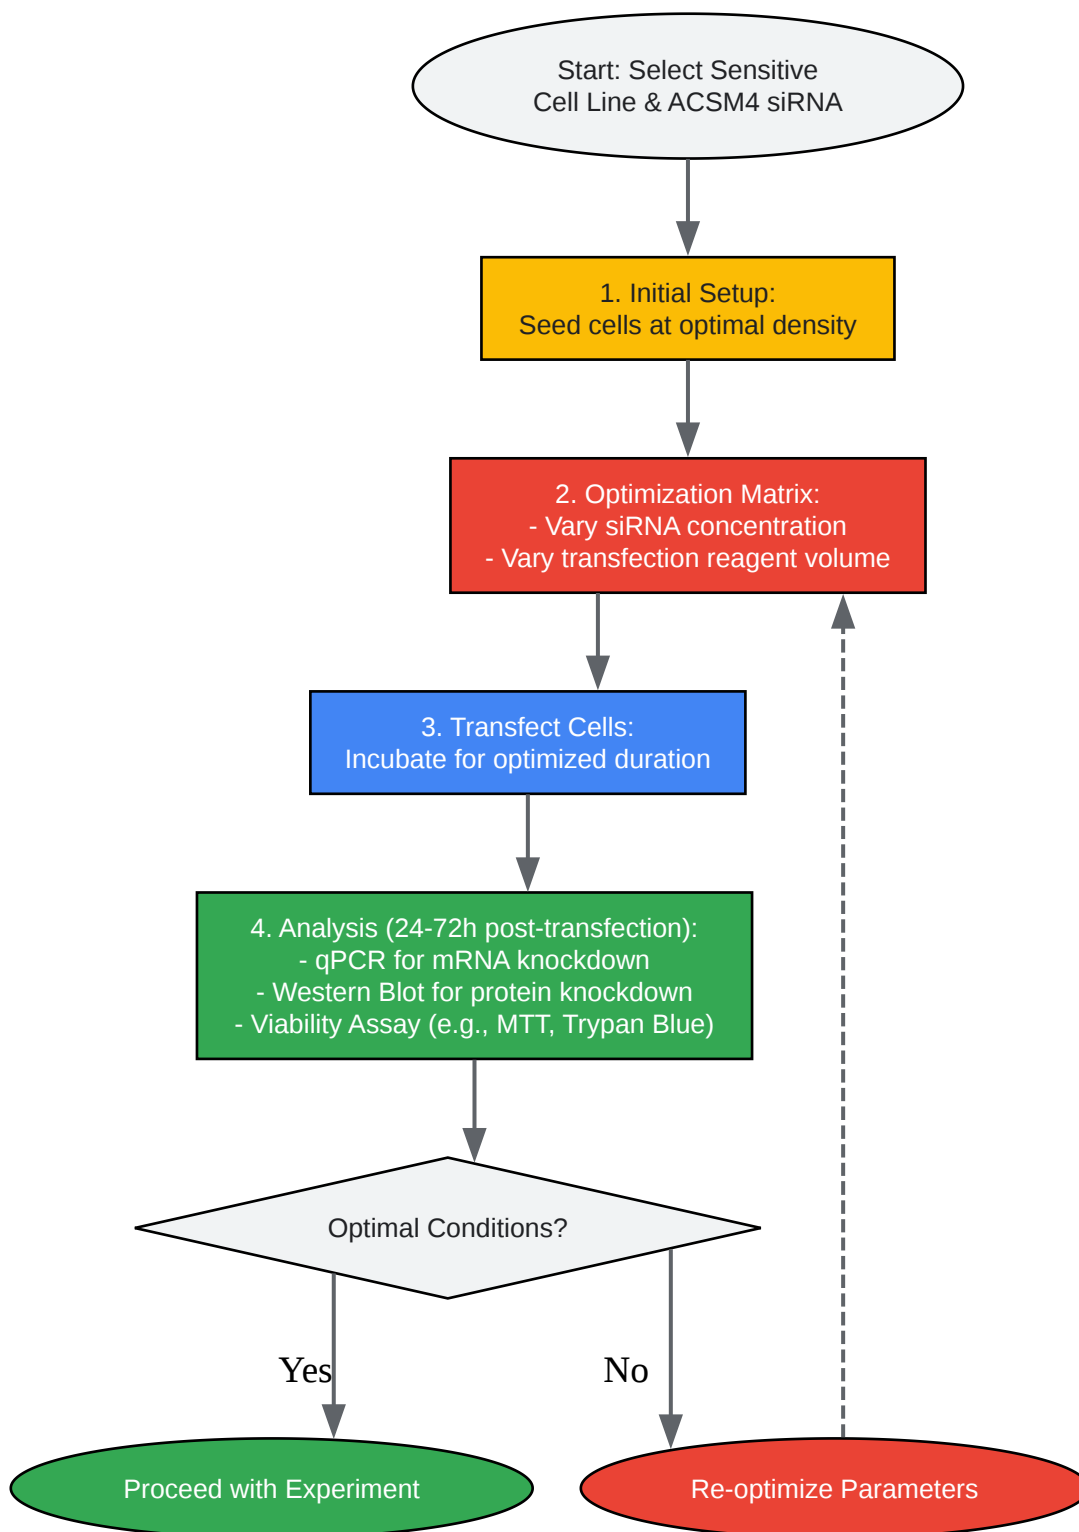 Start: Select Sensitive
Cell Line & ACSM4 siRNA
1. Initial Setup:
Seed cells at optimal density
2. Optimization Matrix:
- Vary siRNA concentration
- Vary transfection reagent volume
3. Transfect Cells:
Incubate for optimized duration
4. Analysis (24-72h post-transfection):
- qPCR for mRNA knockdown
- Western Blot for protein knockdown
- Viability Assay (e.g., MTT, Trypan Blue)
Optimal Conditions?
Yes
No
Proceed with Experiment
Re-optimize Parameters